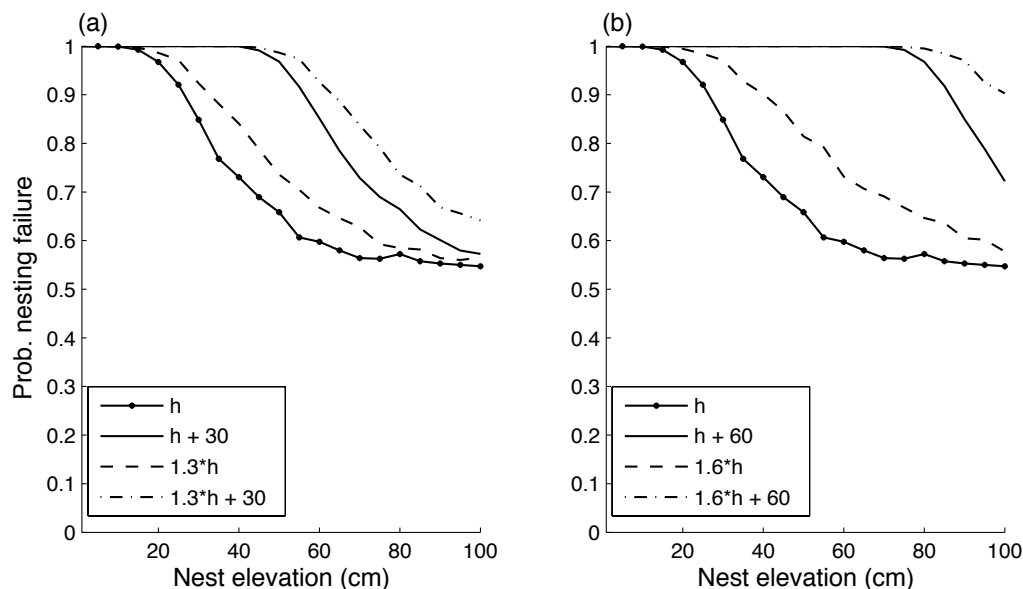 (a)
Prob. nesting failure
1
0.9
0.8
0.7
0.6
0.5
0.4
0.3
0.2
0.1
0
h
h + 30
1.3*h
1.3*h + 30
20 40 60 80 100
Nest elevation (cm)
(b)
1
0.9
0.8
0.7
0.6
0.5
0.4
0.3
0.2
0.1
0
h
h + 60
1.6*h
1.6*h + 60
20 40 60 80 100
Nest elevation (cm)